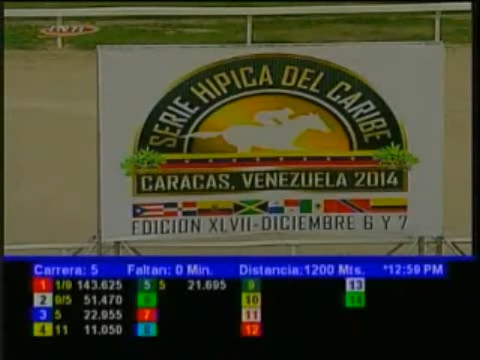 INH
SERIE HIPICA DEL CARIBE
CARACAS, VENEZUELA 2014
EDICION XLVII-DICIEMBRE 6 Y 7
Carrera: 5 Faltan: 0 Min. Distancia:1200 Mts. *12:59 PM
1 1/9 143.625 5 5 21.695 9 13
2 9/5 51,470 6 10 14
3 5 22.955 7 11
4 11 11,050 8 12